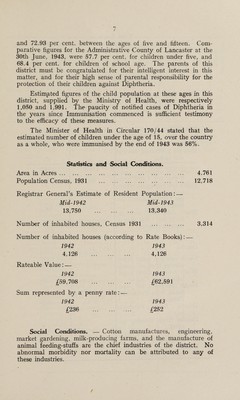 7
and 72.93 per cent. between the ages of five and fifteen. Com-
parative figures for the Administrative County of Lancaster at the
30th June, 1943, were 57.7 per cent. for children under five, and
68.4 per cent. for children of school age. The parents of this
district must be congratulated for their intelligent interest in this
matter, and for their high sense of parental responsibility for the
protection of their children against Diphtheria.
Estimated figures of the child population at these ages in this
district, supplied by the Ministry of Health, were respectively
1,050 and 1,991. The paucity of notified cases of Diphtheria in
the years since Immunisation commenced is sufficient testimony
to the efficacy of these measures.
The Minister of Health in Circular 170/44 stated that the
estimated number of children under the age of 15, over the country
as a whole, who were immunised by the end of 1943 was 56%.
Statistics and Social Conditions.
Area in Acres ... 4.761
Population Census, 1931 ... 12,718
Registrar General's Estimate of Resident Population:—
Mid-1942 Mid-1943
13,750 ... 13,340
Number of inhabited houses, Census 1931 ... 3,314
Number of inhabited houses (according to Rate Books):—
1942 1943
4.126 ... 4,126
Rateable Value:—
1942 1943
£59,708 ... £62,591
Sum represented by a penny rate:—
1942 1943
£236 ... £252
Social Conditions. — Cotton manufactures, engineering,
market gardening, milk-producing farms, and the manufacture of
animal feeding-stuffs are the chief industries of the district. No
abnormal morbidity nor mortality can be attributed to any of
these industries.